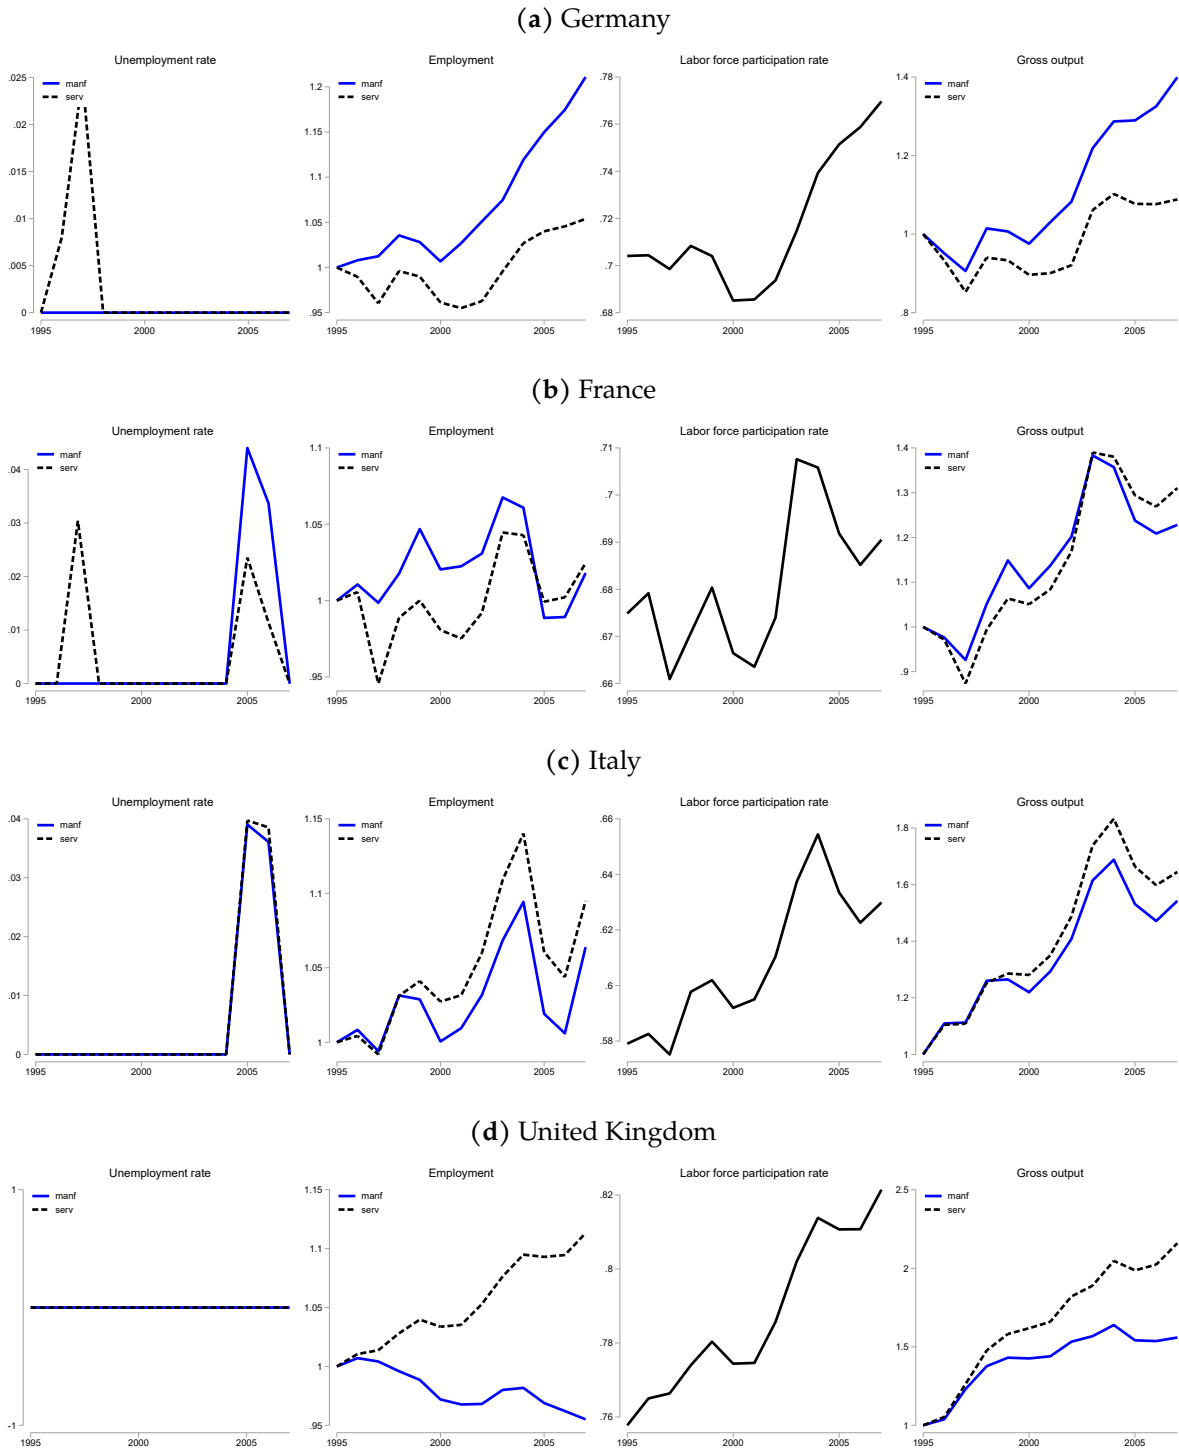 (a) Germany
Unemployment rate
Employment
Labor force participation rate
Gross output
manf
serv
.025
.02
.015
.01
.005
0
1995
2000
2005
manf
serv
1.2
1.15
1.1
1.05
1
.95
1995
2000
2005
.78
.76
.74
.72
.7
.68
1995
2000
2005
manf
serv
1.4
1.2
1
.8
1995
2000
2005
(b) France
Unemployment rate
Employment
Labor force participation rate
Gross output
manf
serv
.04
.03
.02
.01
0
1995
2000
2005
manf
serv
1.1
1.05
1
.95
1995
2000
2005
.71
.7
.69
.68
.67
.66
1995
2000
2005
manf
serv
1.4
1.3
1.2
1.1
1
.9
1995
2000
2005
(c) Italy
Unemployment rate
Employment
Labor force participation rate
Gross output
manf
serv
.04
.03
.02
.01
0
1995
2000
2005
manf
serv
1.15
1.1
1.05
1
1995
2000
2005
.66
.64
.62
.6
.58
1995
2000
2005
manf
serv
1.8
1.6
1.4
1.2
1
1995
2000
2005
(d) United Kingdom
Unemployment rate
Employment
Labor force participation rate
Gross output
manf
serv
1
-1
1995
2000
2005
manf
serv
1.15
1.1
1.05
1
.95
1995
2000
2005
.82
.8
.78
.76
1995
2000
2005
manf
serv
2.5
2
1.5
1
1995
2000
2005